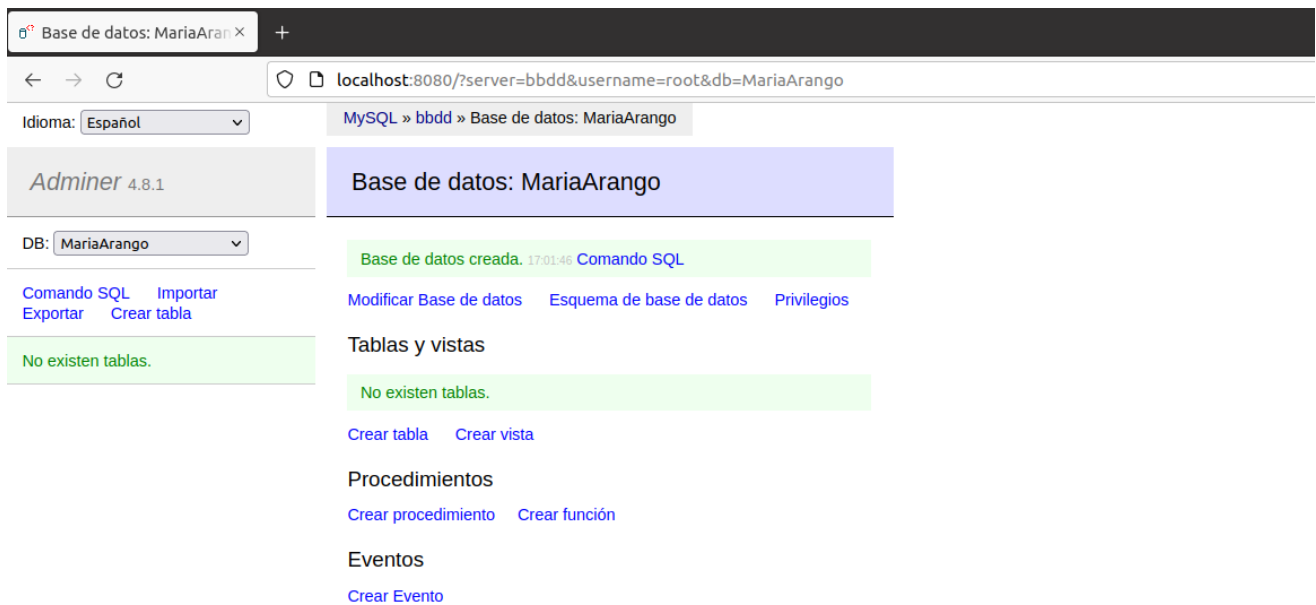 Base de datos: MariaAran
localhost:8080/?server=bbdd&username=root&db=MariaArango
Idioma: Español
MySQL » bbdd » Base de datos: MariaArango
Adminer 4.8.1
Base de datos: MariaArango
DB: MariaArango
Base de datos creada. 17:01:46 Comando SQL
Comando SQL Importar
Exportar Crear tabla
Modificar Base de datos Esquema de base de datos Privilegios
No existen tablas.
Tablas y vistas
No existen tablas.
Crear tabla Crear vista
Procedimientos
Crear procedimiento Crear función
Eventos
Crear Evento